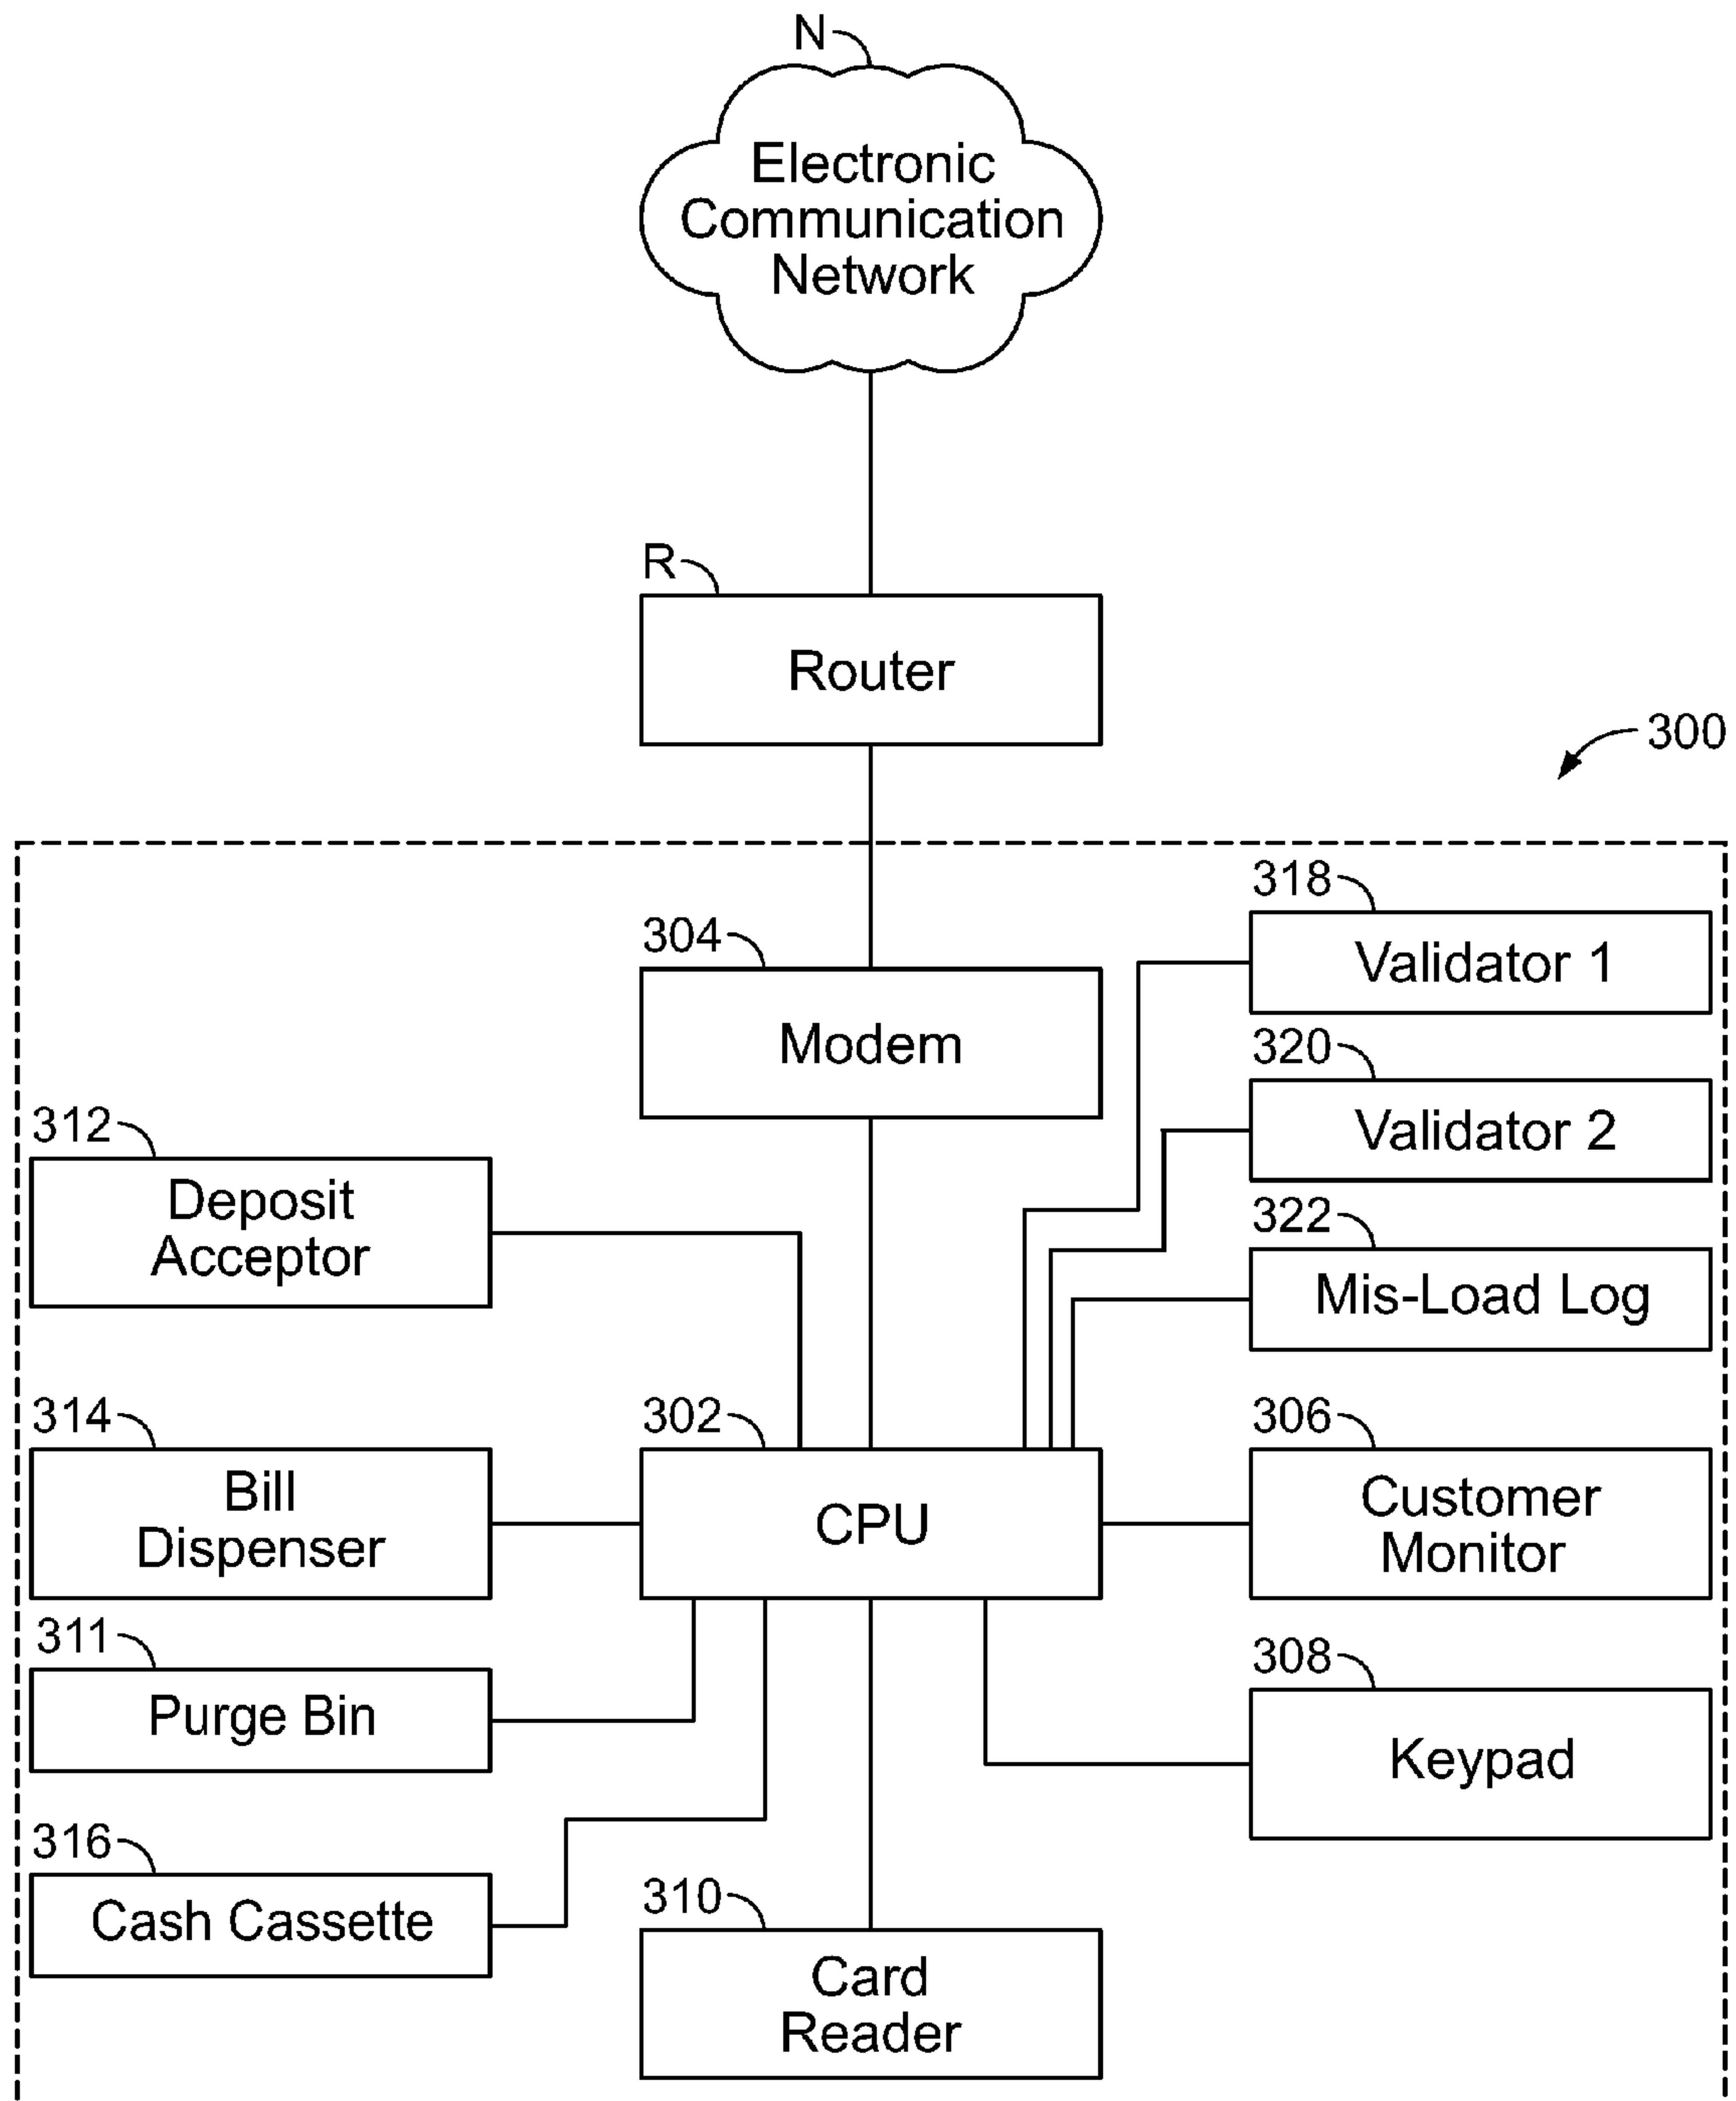 N
Electronic
Communication
Network
R
Router
300
318
Validator 1
304
Modem
320
Validator 2
312
Deposit
Acceptor
322
Mis-Load Log
314
Bill
Dispenser
302
CPU
306
Customer
Monitor
311
Purge Bin
308
Keypad
316
Cash Cassette
310
Card
Reader